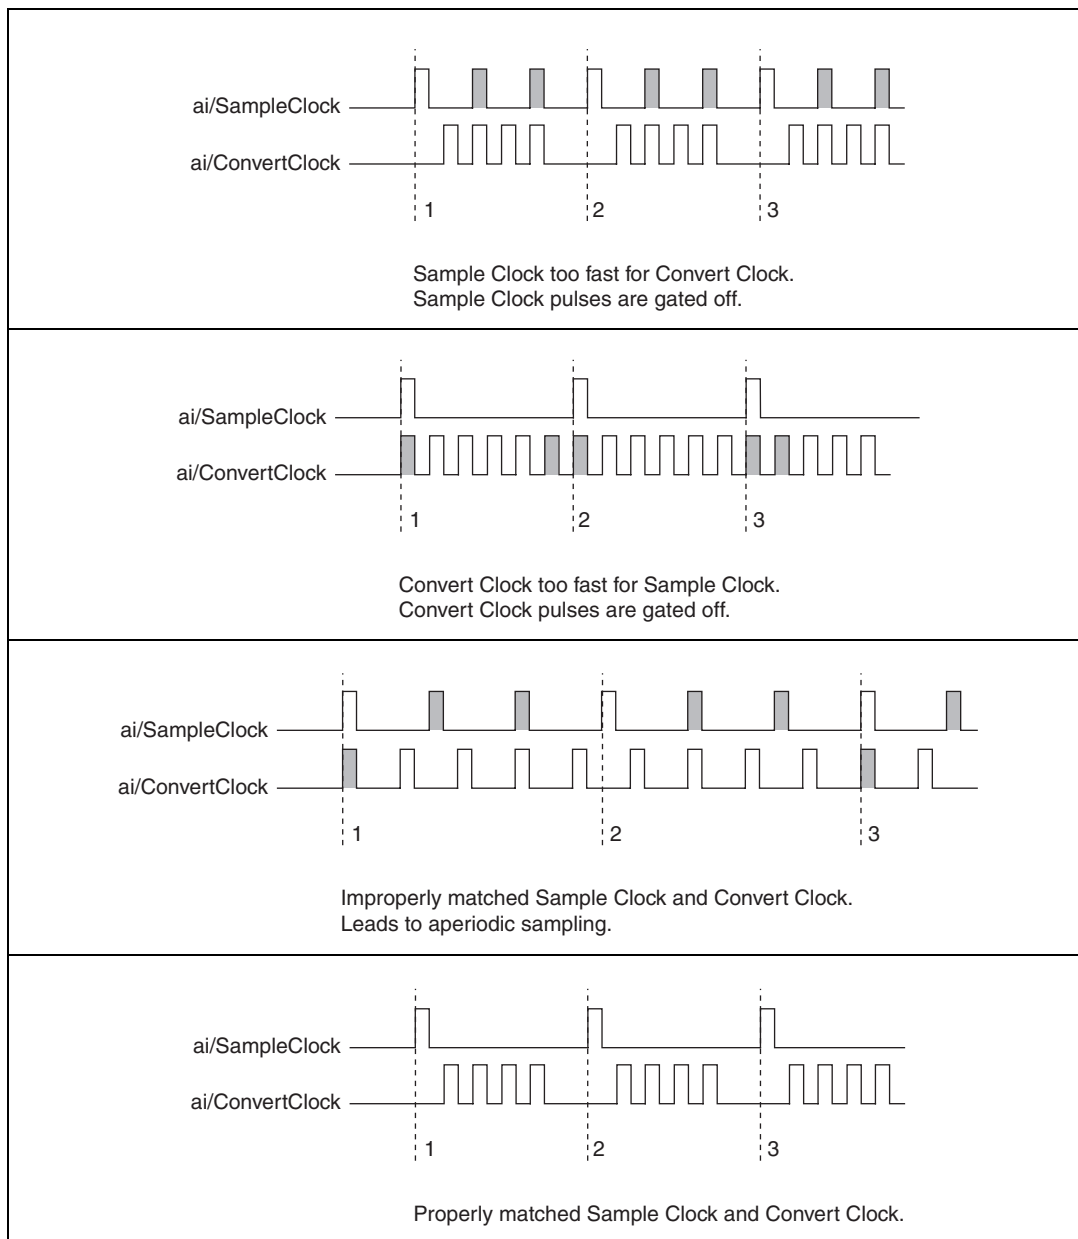 ai/SampleClock
ai/ConvertClock
1 2 3
Sample Clock too fast for Convert Clock.
Sample Clock pulses are gated off.
ai/SampleClock
ai/ConvertClock
1 2 3
Convert Clock too fast for Sample Clock.
Convert Clock pulses are gated off.
ai/SampleClock
ai/ConvertClock
1 2 3
Improperly matched Sample Clock and Convert Clock.
Leads to aperiodic sampling.
ai/SampleClock
ai/ConvertClock
1 2 3
Properly matched Sample Clock and Convert Clock.